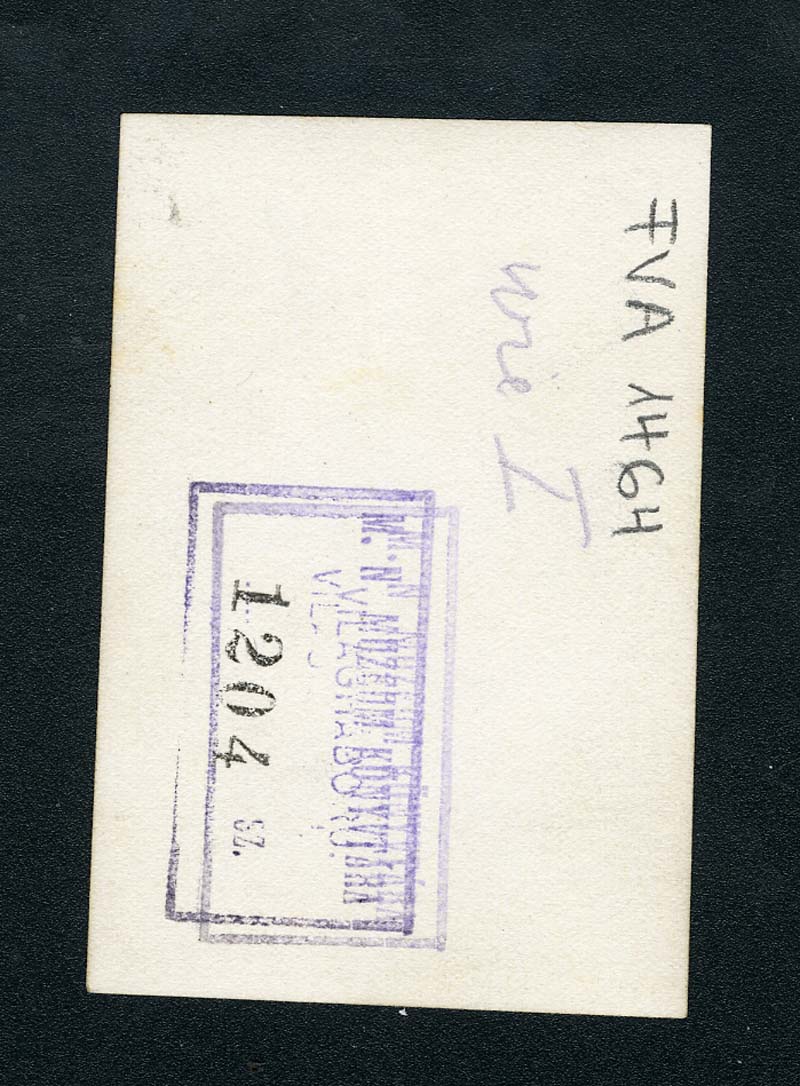 FVA 1464
M. N. MÚZEUM KÖNYVTÁRA
VILÁGHÁBORÚ.
1204 SZ.